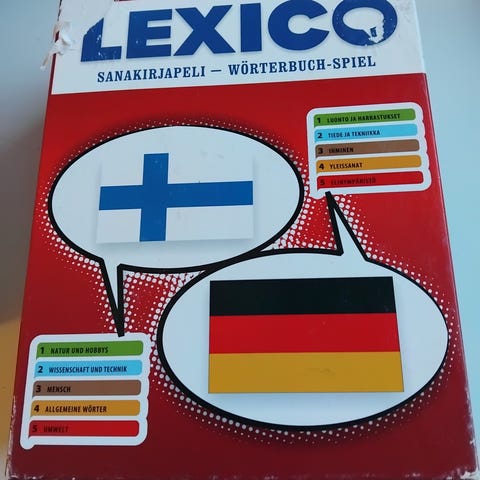 LEXICO
SANAKIRJAPELI — WÖRTERBUCH-SPIEL
1 LUONTO JA HARRASTUKSET
2 TIEDE JA TEKNIIKKA
3 IHMINEN
4 YLEISSANAT
5 ELINYMPÄRISTÖ
1 NATUR UND HOBBYS
2 WISSENSCHAFT UND TECHNIK
3 MENSCH
4 ALLGEMEINE WÖRTER
5 UMWELT